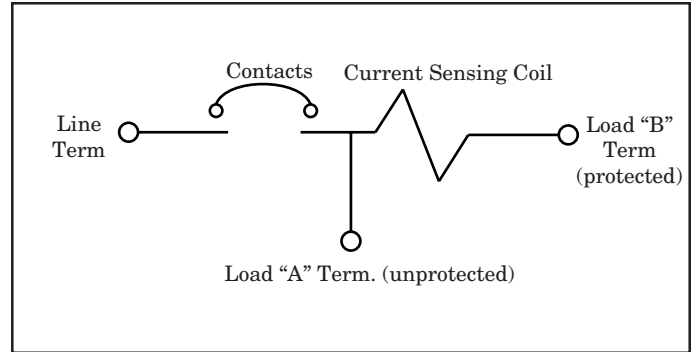 Contacts
Current Sensing Coil
Line
Term
Load “B”
Term
(protected)
Load “A” Term. (unprotected)